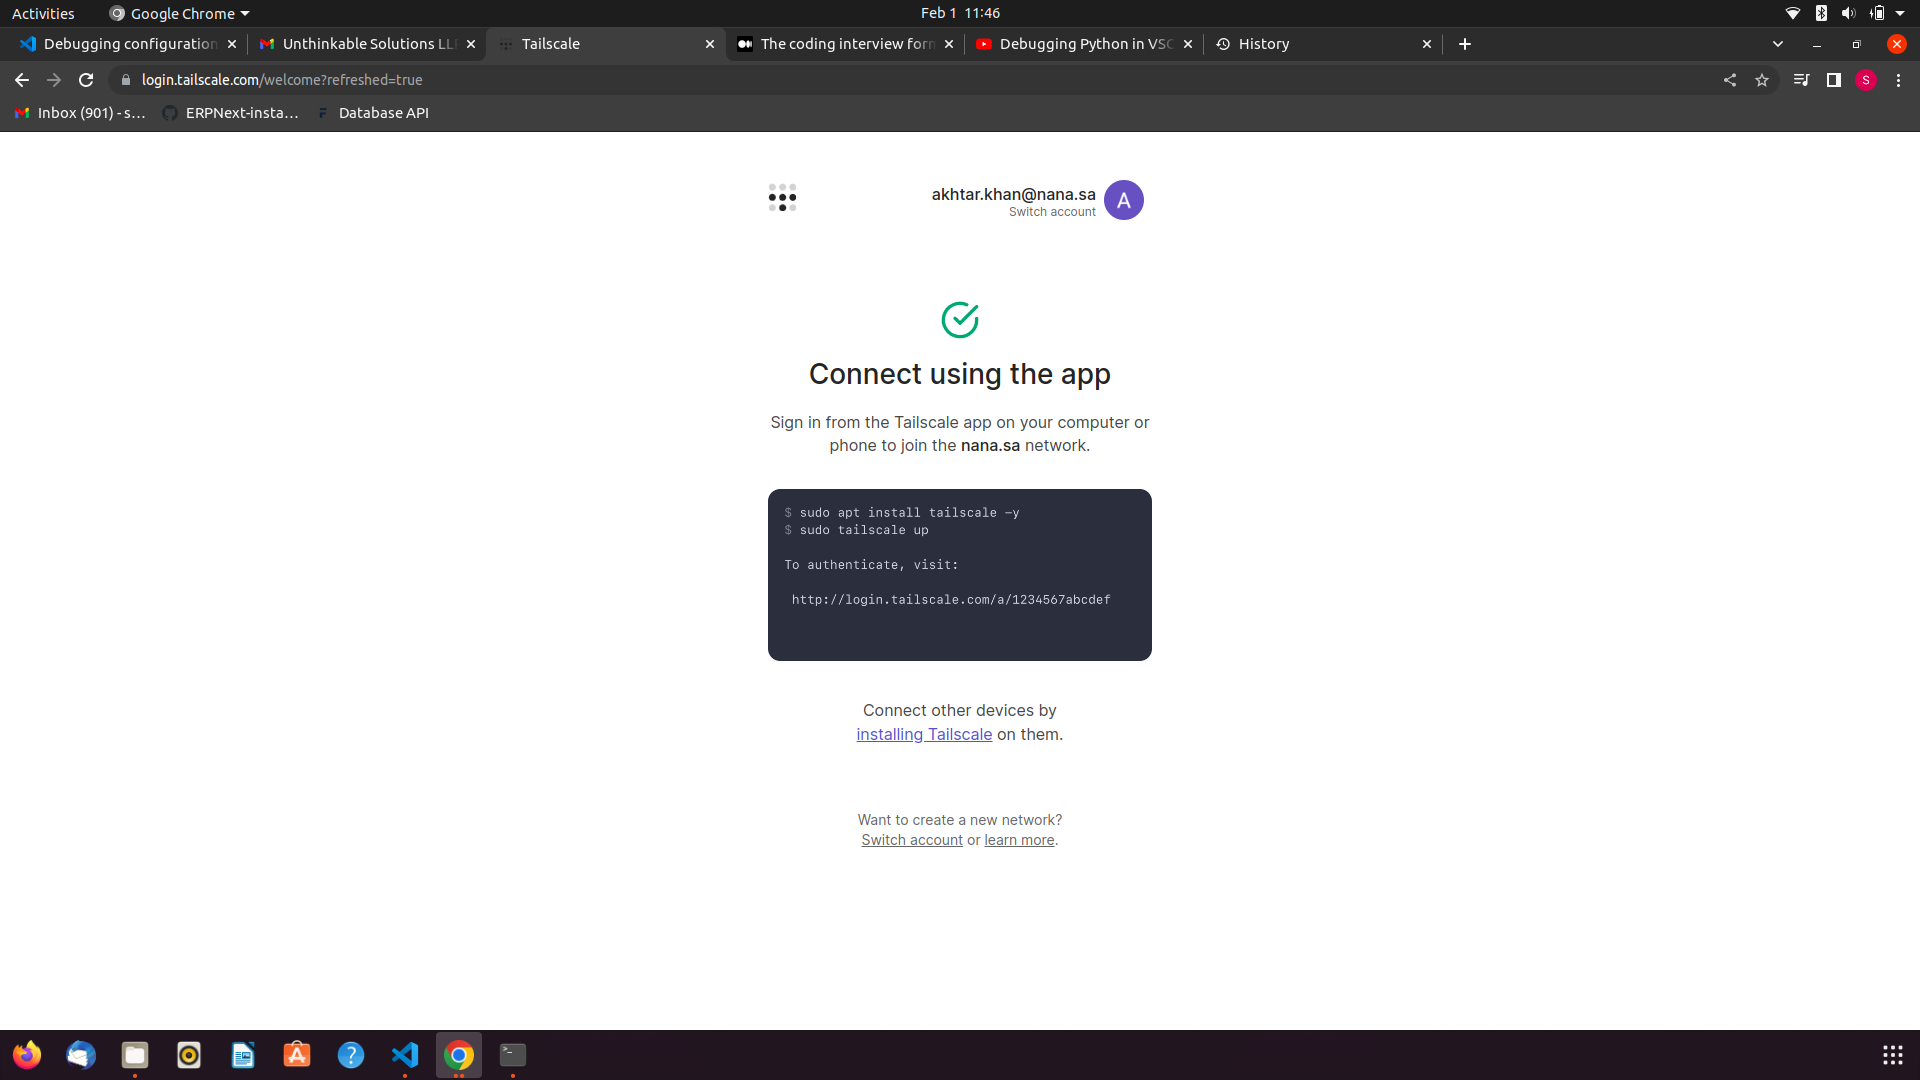 Activities
Google Chrome
Feb 1 11:46
Debugging configuration
Unthinkable Solutions LL
Tailscale
The coding interview forn
Debugging Python in VSC
History
login.tailscale.com/welcome?refreshed=true
S
Inbox (901) - s...
ERPNext-insta...
Database API
akhtar.khan@nana.sa
Switch account
A
Connect using the app
Sign in from the Tailscale app on your computer or
phone to join the nana.sa network.
$ sudo apt install tailscale -y
$ sudo tailscale up
To authenticate, visit:
http://login.tailscale.com/a/1234567abcdef
Connect other devices by
installing Tailscale on them.
Want to create a new network?
Switch account or learn more.